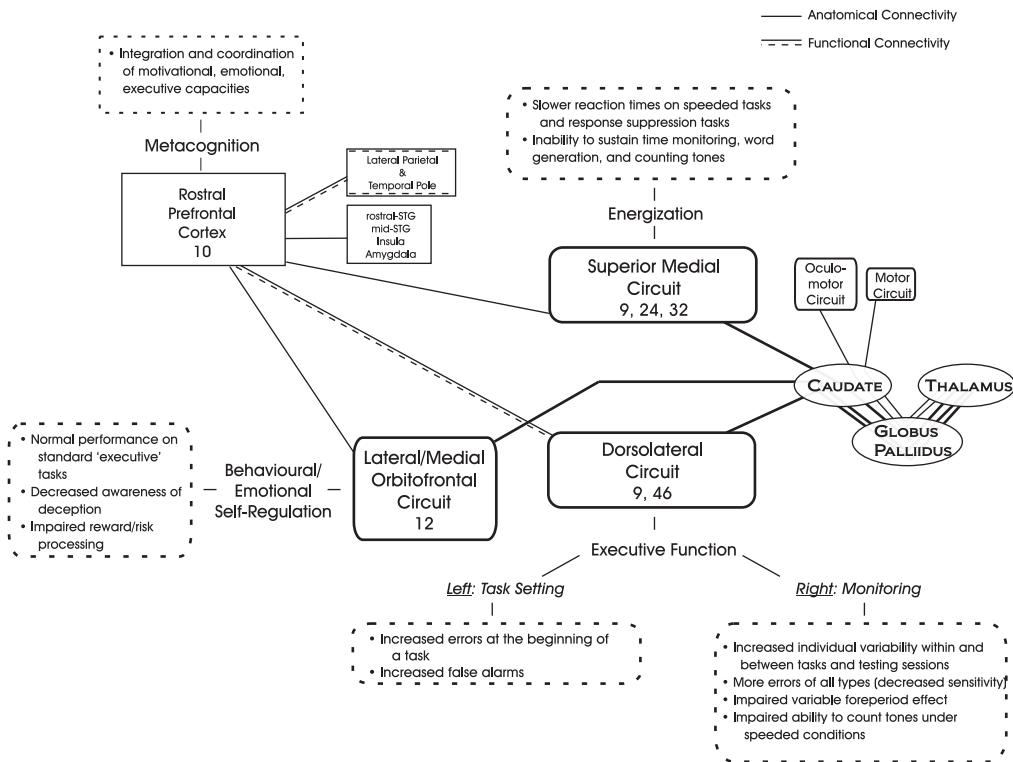 Anatomical Connectivity
Functional Connectivity
• Integration and coordination
of motivational, emotional,
executive capacities
Metacognition
Rostral
Prefrontal
Cortex
10
Lateral Parietal
&
Temporal Pole
rostral-STG
mid-STG
Insula
Amygdala
• Slower reaction times on speeded tasks
and response suppression tasks
• Inability to sustain time monitoring, word
generation, and counting tones
Energization
Superior Medial
Circuit
9, 24, 32
Oculo-
motor
Circuit
Motor
Circuit
CAUDATE
THALAMUS
GLOBUS
PALLIIDUS
• Normal performance on
standard ‘executive’
tasks
• Decreased awareness of
deception
• Impaired reward/risk
processing
Behavioural/
Emotional
Self-Regulation
Lateral/Medial
Orbitofrontal
Circuit
12
Dorsolateral
Circuit
9, 46
Executive Function
Left: Task Setting
• Increased errors at the beginning of
a task
• Increased false alarms
Right: Monitoring
• Increased individual variability within and
between tasks and testing sessions
• More errors of all types (decreased sensitivity)
• Impaired variable foreperiod effect
• Impaired ability to count tones under
speeded conditions